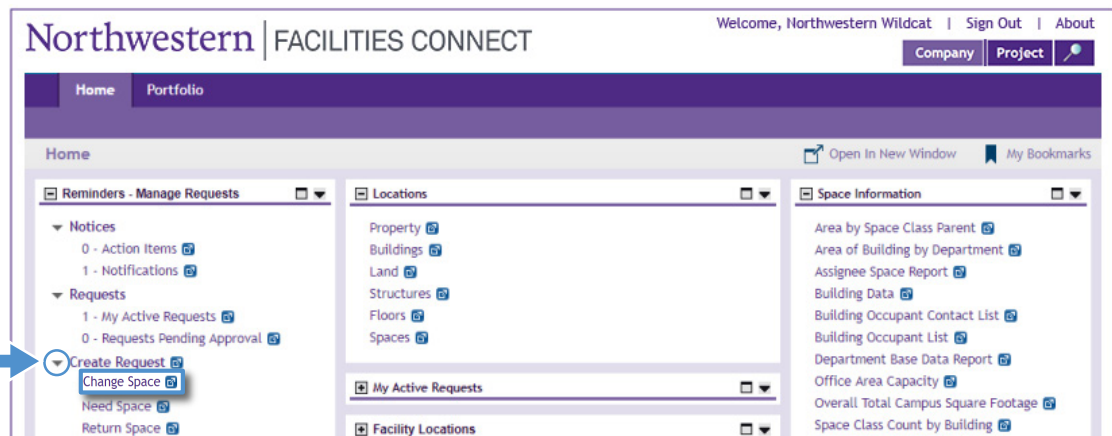 Welcome, Northwestern Wildcat | Sign Out | About
Northwestern | FACILITIES CONNECT
Company Project
Home Portfolio
Home
Open In New Window My Bookmarks
Reminders - Manage Requests
Notices
0 - Action Items
1 - Notifications
Requests
1 - My Active Requests
0 - Requests Pending Approval
Create Request
Change Space
Need Space
Return Space
Locations
Property
Buildings
Land
Structures
Floors
Spaces
My Active Requests
Facility Locations
Space Information
Area by Space Class Parent
Area of Building by Department
Assignee Space Report
Building Data
Building Occupant Contact List
Building Occupant List
Department Base Data Report
Office Area Capacity
Overall Total Campus Square Footage
Space Class Count by Building